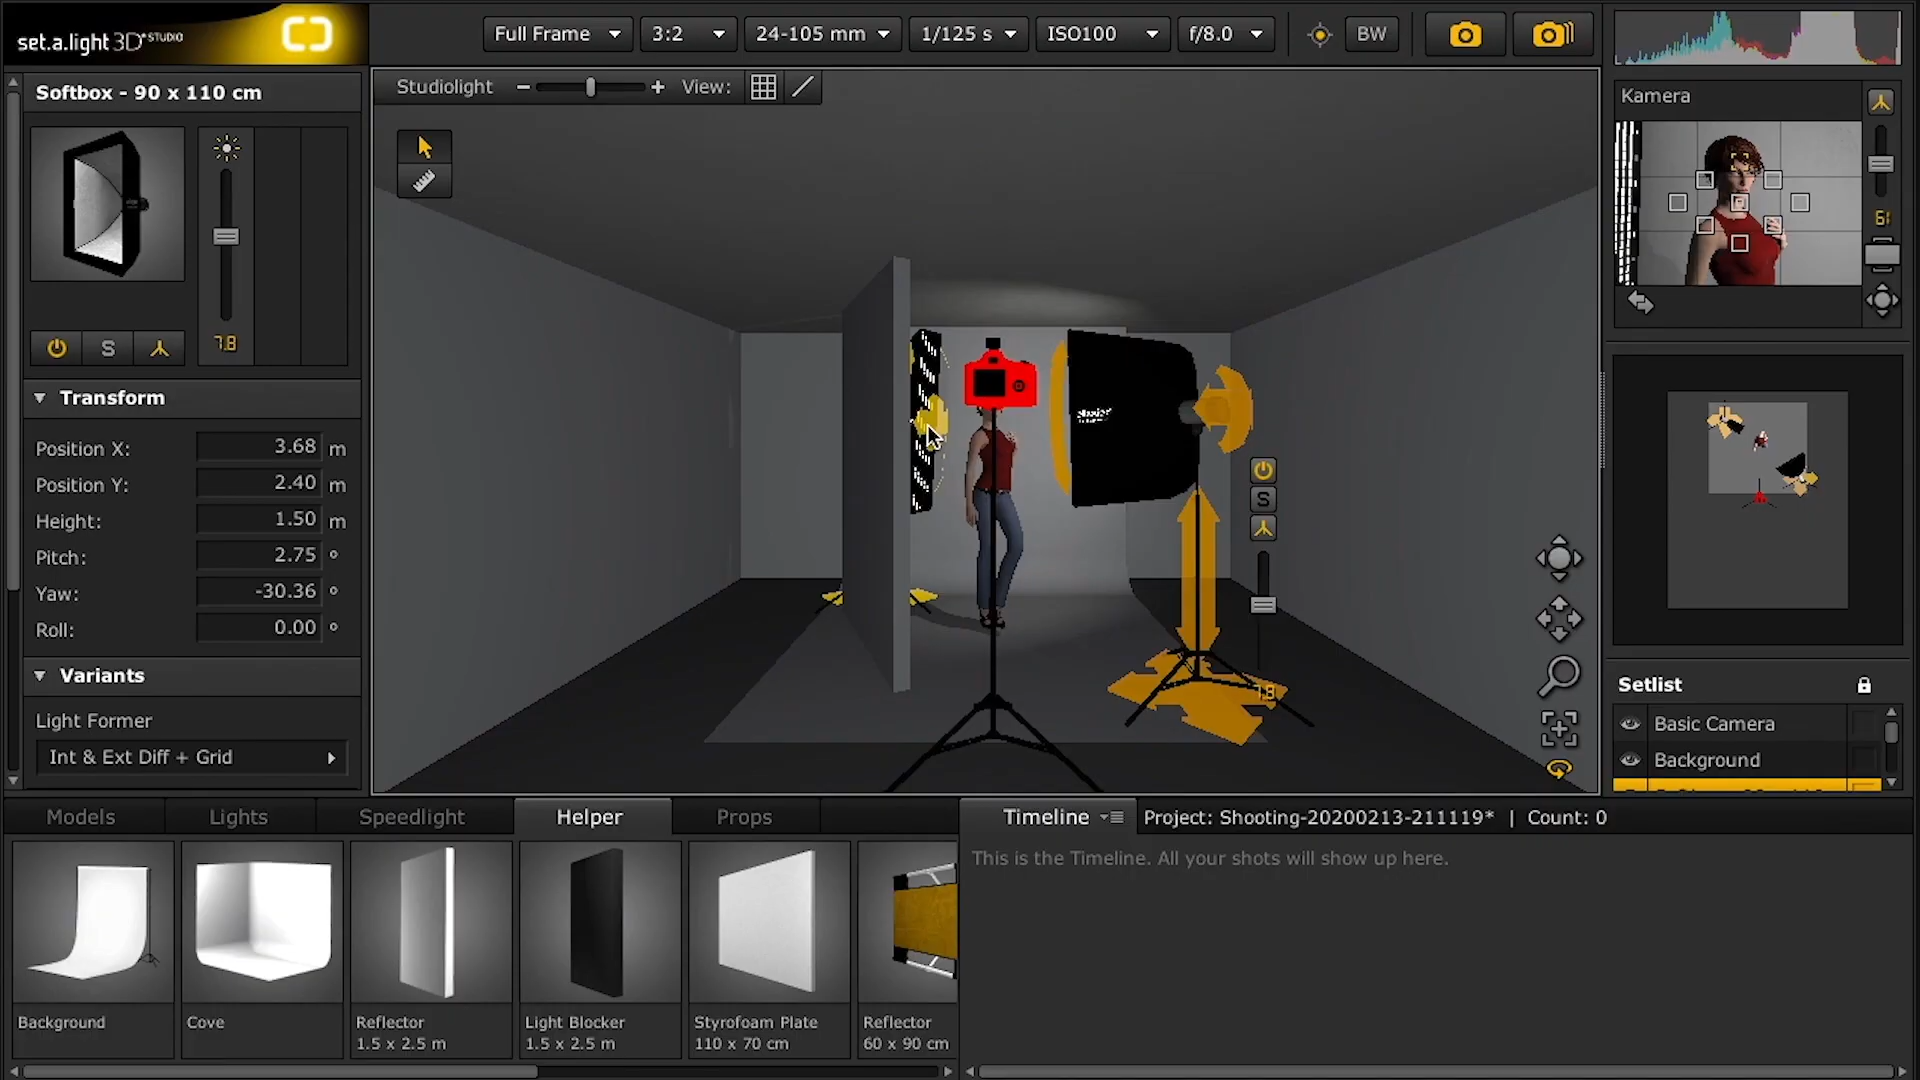 set.a.light 3D STUDIO
Full Frame
3:2
24-105 mm
1/125 s
ISO100
f/8.0
BW
Softbox - 90 x 110 cm
7.8
S
Transform
Position X: 3.68 m
Position Y: 2.40 m
Height: 1.50 m
Pitch: 2.75 °
Yaw: -30.36 °
Roll: 0.00 °
Variants
Light Former
Int & Ext Diff + Grid
Studiolight
View:
S
7.8
Kamera
Setlist
Basic Camera
Background
Models
Lights
Speedlight
Helper
Props
Background
Cove
Reflector
1.5 x 2.5 m
Light Blocker
1.5 x 2.5 m
Styrofoam Plate
110 x 70 cm
Reflector
60 x 90 cm
Timeline
Project: Shooting-20200213-211119* | Count: 0
This is the Timeline. All your shots will show up here.